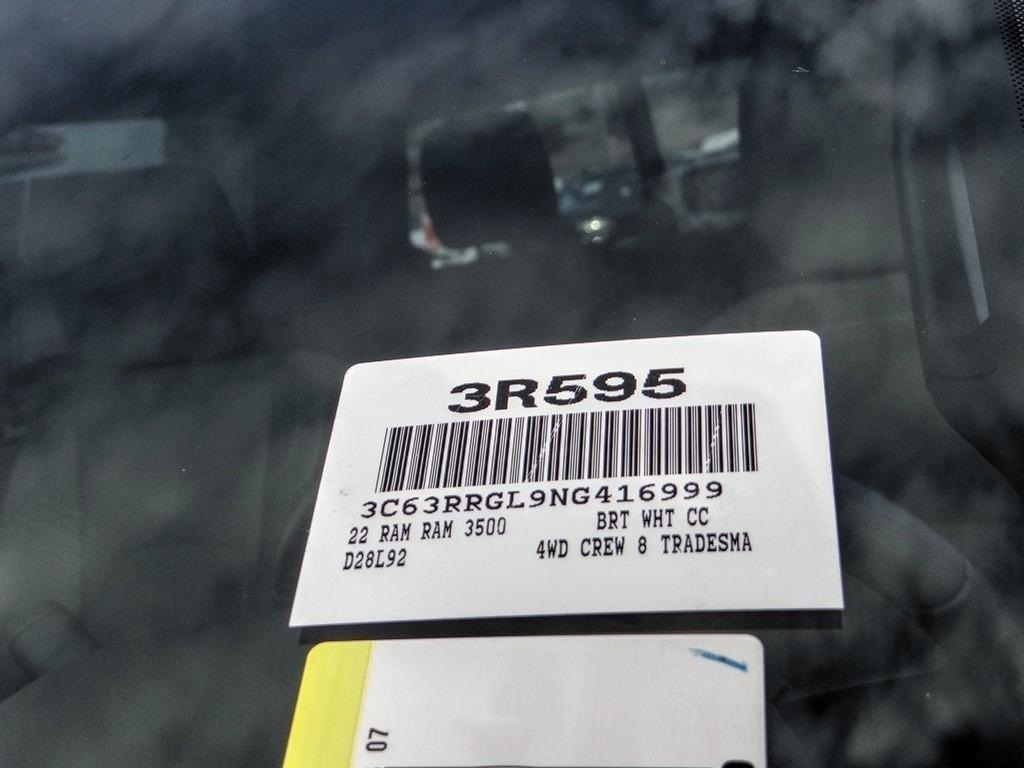 3R595
3C63RRGL9NG416999
22 RAM RAM 3500 BRT WHT CC
D28L92 4WD CREW 8 TRADESMA
07